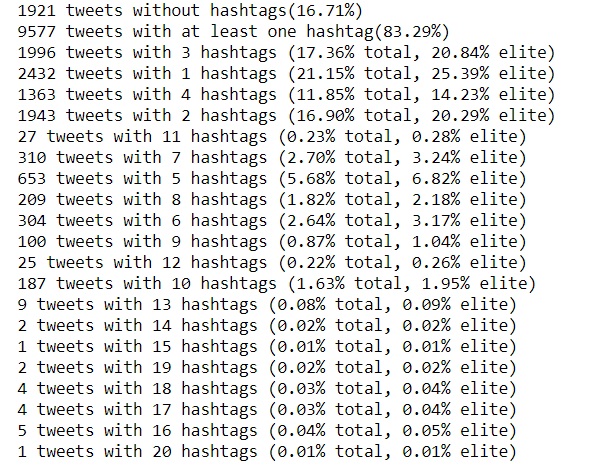 1921 tweets without hashtags(16.71%)
9577 tweets with at least one hashtag(83.29%)
1996 tweets with 3 hashtags (17.36% total, 20.84% elite)
2432 tweets with 1 hashtags (21.15% total, 25.39% elite)
1363 tweets with 4 hashtags (11.85% total, 14.23% elite)
1943 tweets with 2 hashtags (16.90% total, 20.29% elite)
27 tweets with 11 hashtags (0.23% total, 0.28% elite)
310 tweets with 7 hashtags (2.70% total, 3.24% elite)
653 tweets with 5 hashtags (5.68% total, 6.82% elite)
209 tweets with 8 hashtags (1.82% total, 2.18% elite)
304 tweets with 6 hashtags (2.64% total, 3.17% elite)
100 tweets with 9 hashtags (0.87% total, 1.04% elite)
25 tweets with 12 hashtags (0.22% total, 0.26% elite)
187 tweets with 10 hashtags (1.63% total, 1.95% elite)
9 tweets with 13 hashtags (0.08% total, 0.09% elite)
2 tweets with 14 hashtags (0.02% total, 0.02% elite)
1 tweets with 15 hashtags (0.01% total, 0.01% elite)
2 tweets with 19 hashtags (0.02% total, 0.02% elite)
4 tweets with 18 hashtags (0.03% total, 0.04% elite)
4 tweets with 17 hashtags (0.03% total, 0.04% elite)
5 tweets with 16 hashtags (0.04% total, 0.05% elite)
1 tweets with 20 hashtags (0.01% total, 0.01% elite)